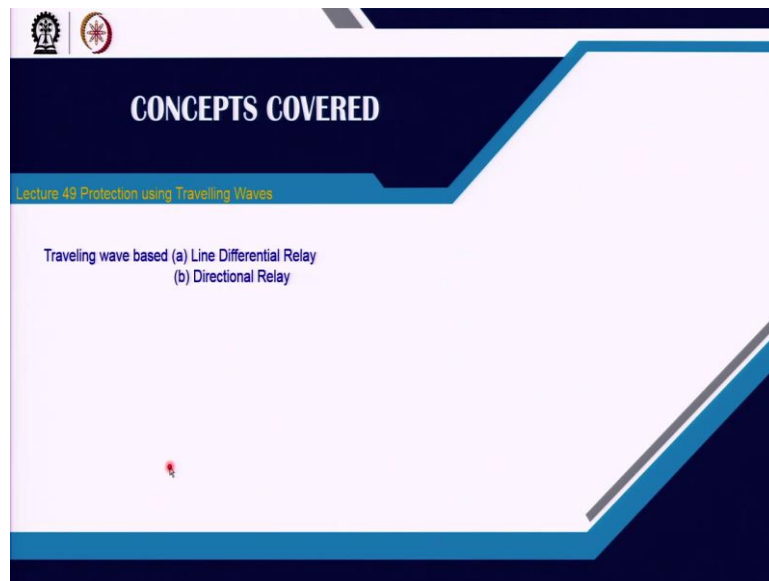 CONCEPTS COVERED
Lecture 49 Protection using Travelling Waves
Traveling wave based (a) Line Differential Relay
(b) Directional Relay